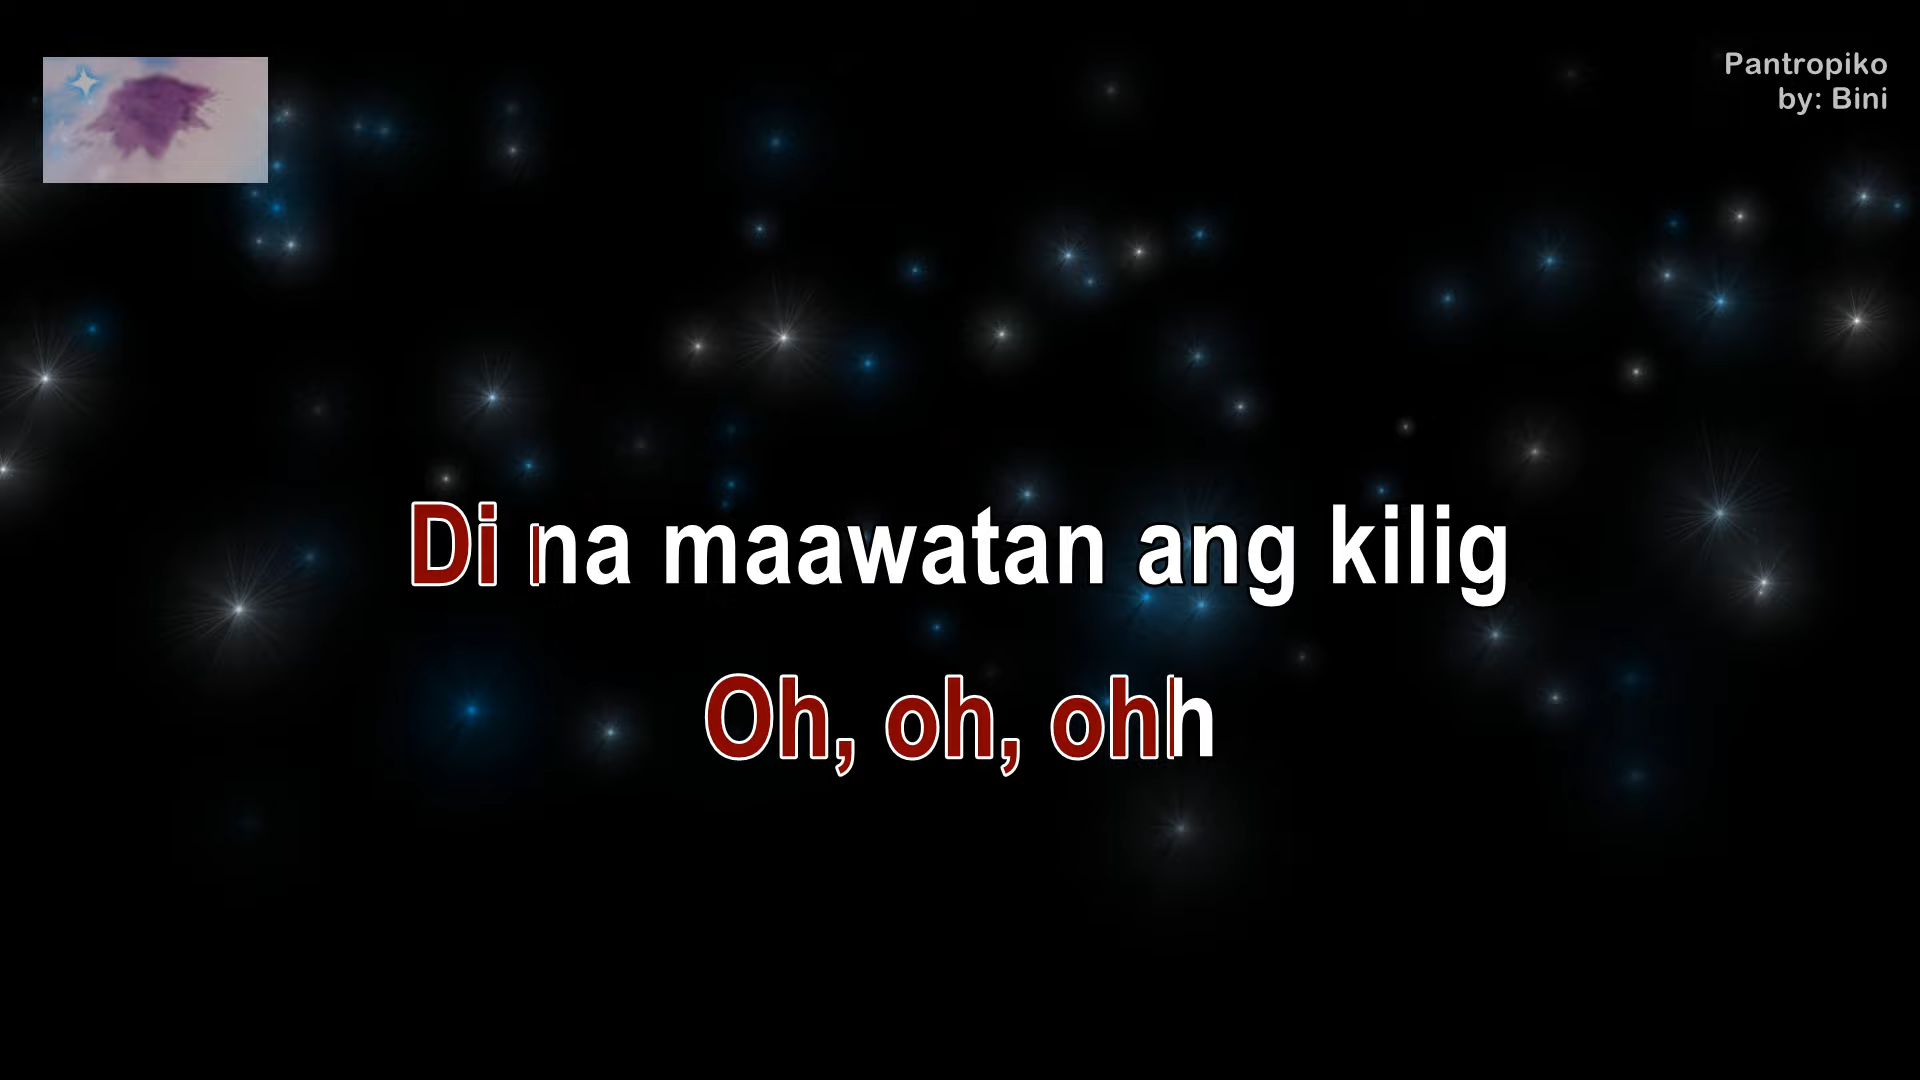 Pantropiko
by: Bini
Di na maawatan ang kilig
Oh, oh, ohh